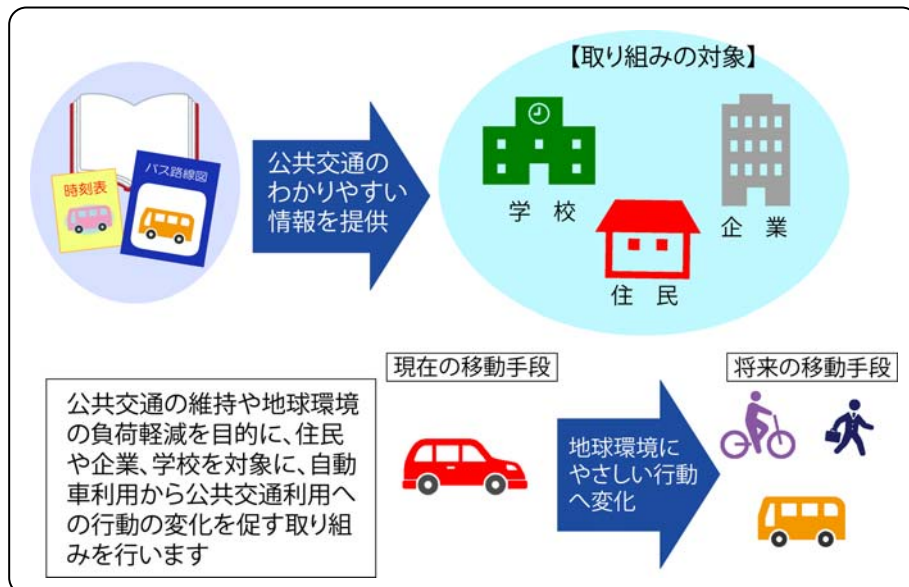 時刻表
バス路線図
公共交通の
わかりやすい
情報を提供
【取り組みの対象】
学 校
企 業
住 民
公共交通の維持や地球環境
の負荷軽減を目的に、住民
や企業、学校を対象に、自動
車利用から公共交通利用へ
の行動の変化を促す取り組
みを行います
現在の移動手段
地球環境に
やさしい行動
へ変化
将来の移動手段